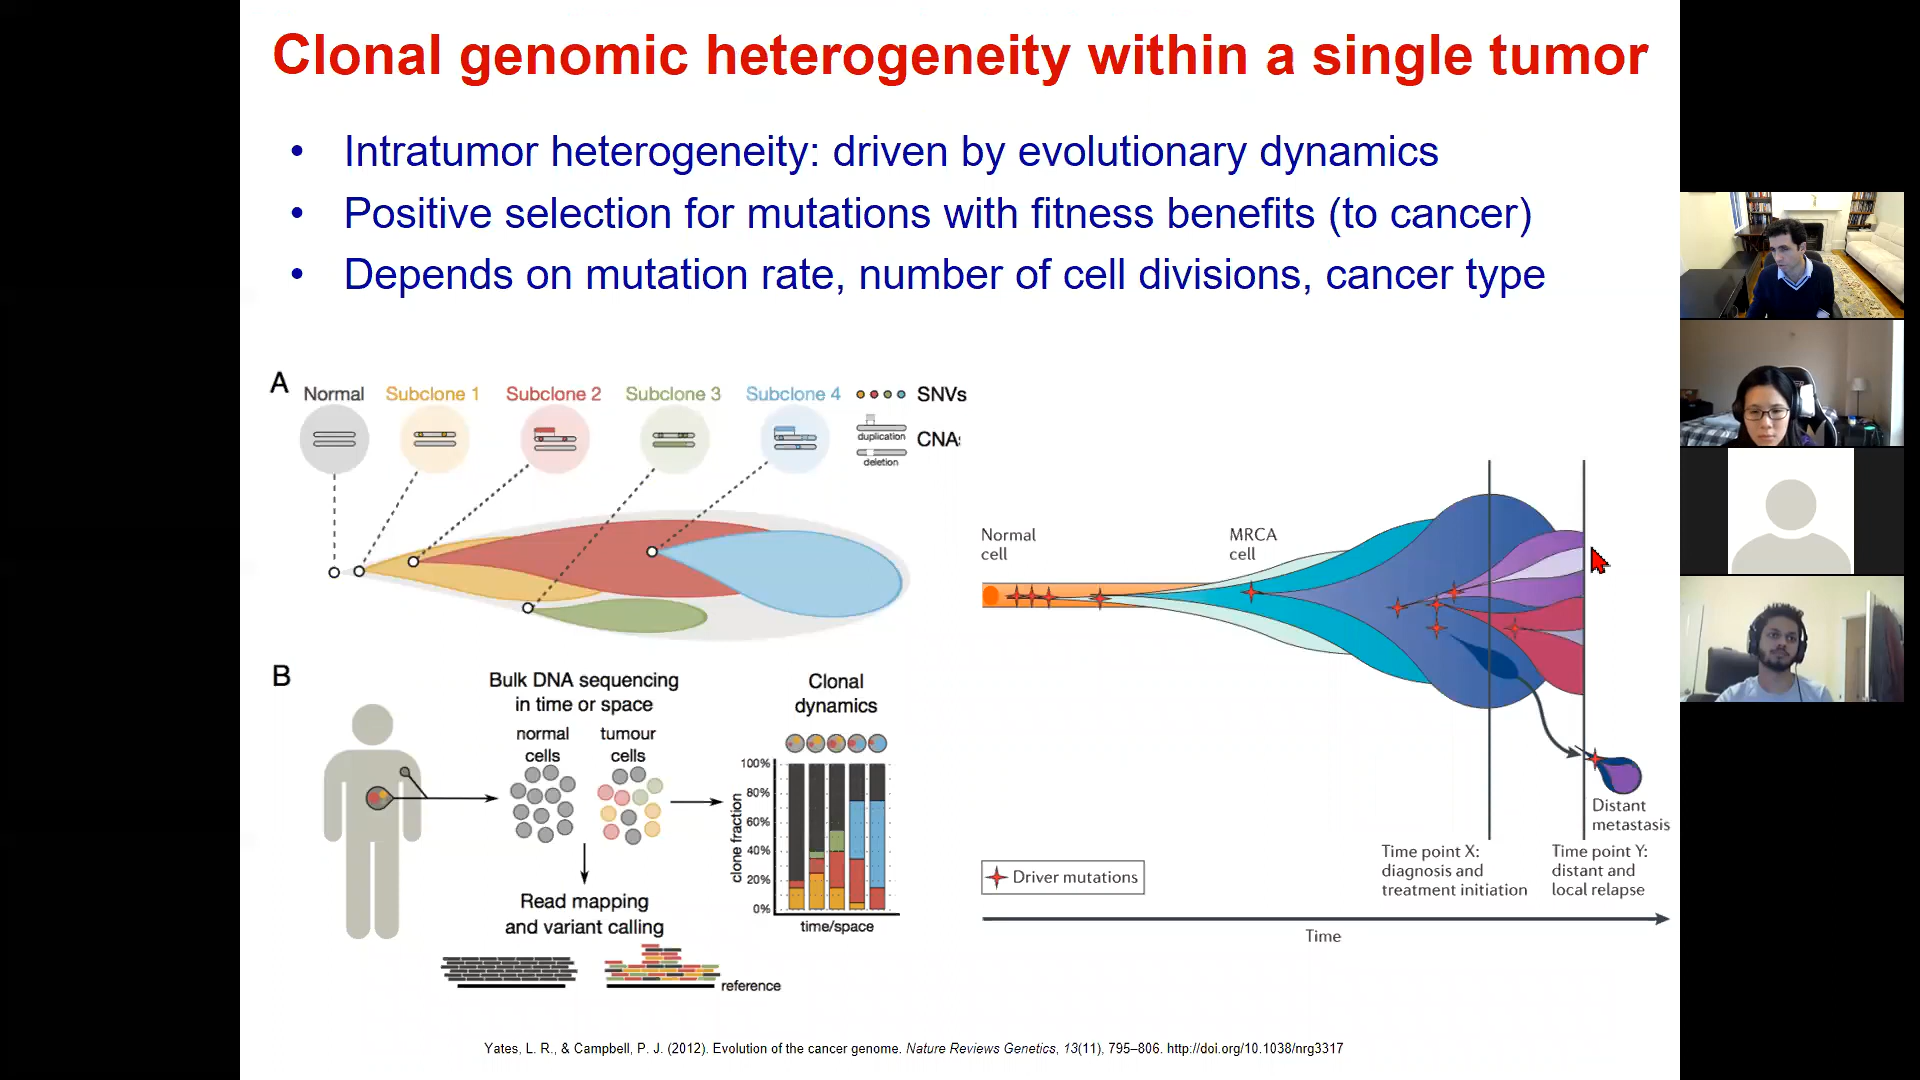 Clonal genomic heterogeneity within a single tumor
• Intratumor heterogeneity: driven by evolutionary dynamics
• Positive selection for mutations with fitness benefits (to cancer)
• Depends on mutation rate, number of cell divisions, cancer type
A
Normal
Subclone 1
Subclone 2
Subclone 3
Subclone 4
SNVs
duplication
CNAs
deletion
B
Bulk DNA sequencing
in time or space
normal
cells
tumour
cells
Read mapping
and variant calling
reference
Clonal
dynamics
clone fraction
100%
80%
60%
40%
20%
0%
time/space
Normal
cell
MRCA
cell
Distant
metastasis
Time point X:
diagnosis and
treatment initiation
Time point Y:
distant and
local relapse
Driver mutations
Time
Yates, L. R., & Campbell, P. J. (2012). Evolution of the cancer genome. Nature Reviews Genetics, 13(11), 795–806. http://doi.org/10.1038/nrg3317